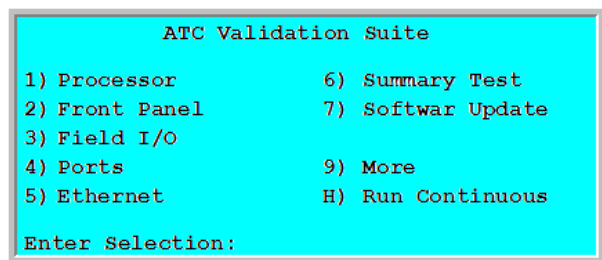 ATC Validation Suite
1) Processor 6) Summary Test
2) Front Panel 7) Softwar Update
3) Field I/O
4) Ports 9) More
5) Ethernet H) Run Continuous
Enter Selection: